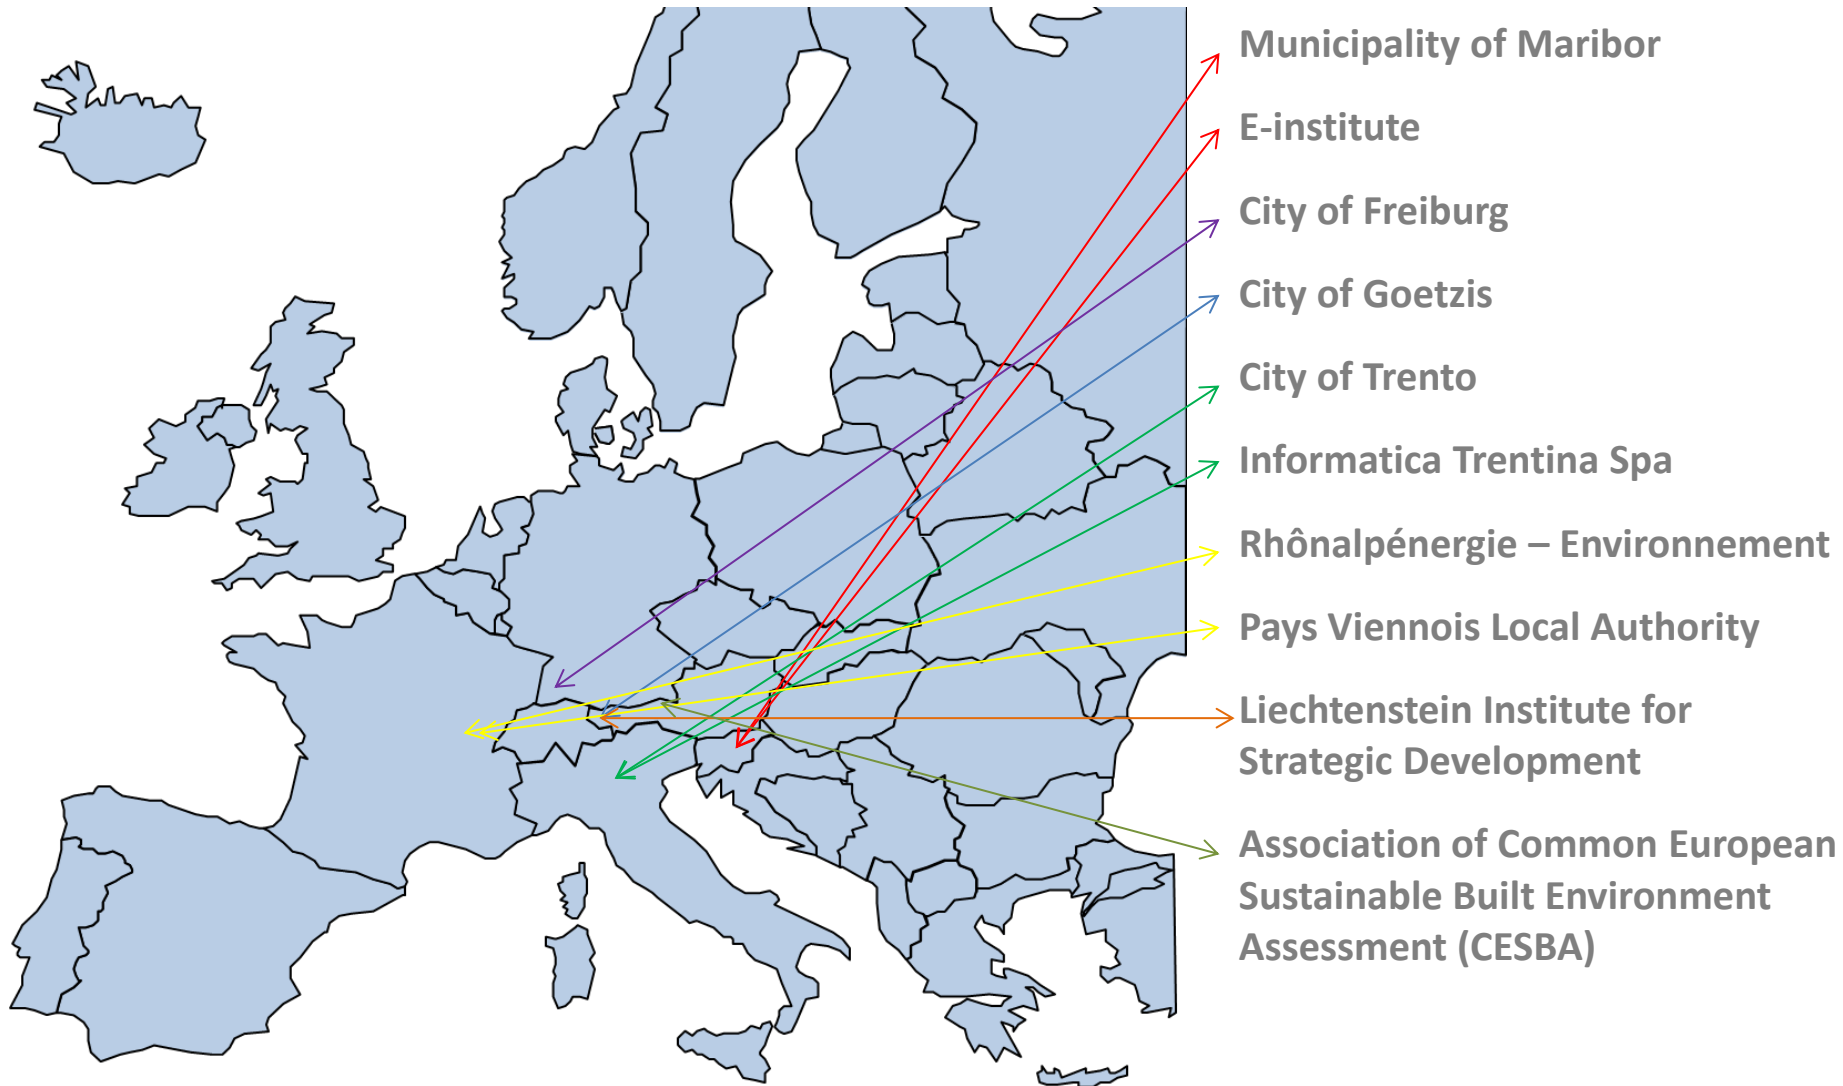 Municipality of Maribor
E-institute
City of Freiburg
City of Goetzis
City of Trento
Informatica Trentina Spa
Rhônalpénergie – Environnement
Pays Viennois Local Authority
Liechtenstein Institute for
Strategic Development
Association of Common European
Sustainable Built Environment
Assessment (CESBA)